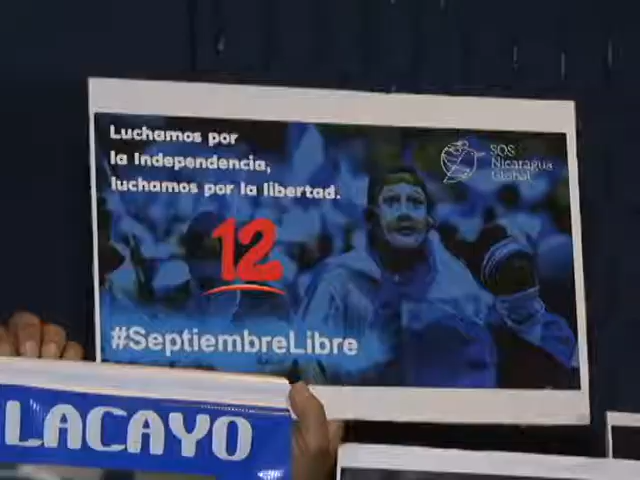 Luchamos por
la Independencia,
luchamos por la libertad.
SOS
Nicaragua
Global
12
#SeptiembreLibre
LACAYO